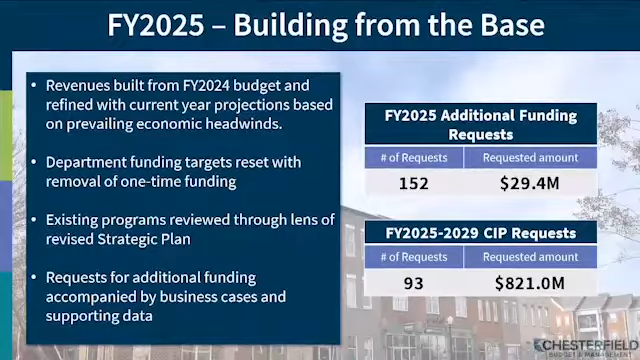 FY2025 – Building from the Base
• Revenues built from FY2024 budget and
refined with current year projections based
on prevailing economic headwinds.
• Department funding targets reset with
removal of one-time funding
• Existing programs reviewed through lens of
revised Strategic Plan
• Requests for additional funding
accompanied by business cases and
supporting data
FY2025 Additional Funding
Requests
# of Requests Requested amount
152 $29.4M
FY2025-2029 CIP Requests
# of Requests Requested amount
93 $821.0M
CHESTERFIELD
BUDGET & MANAGEMENT